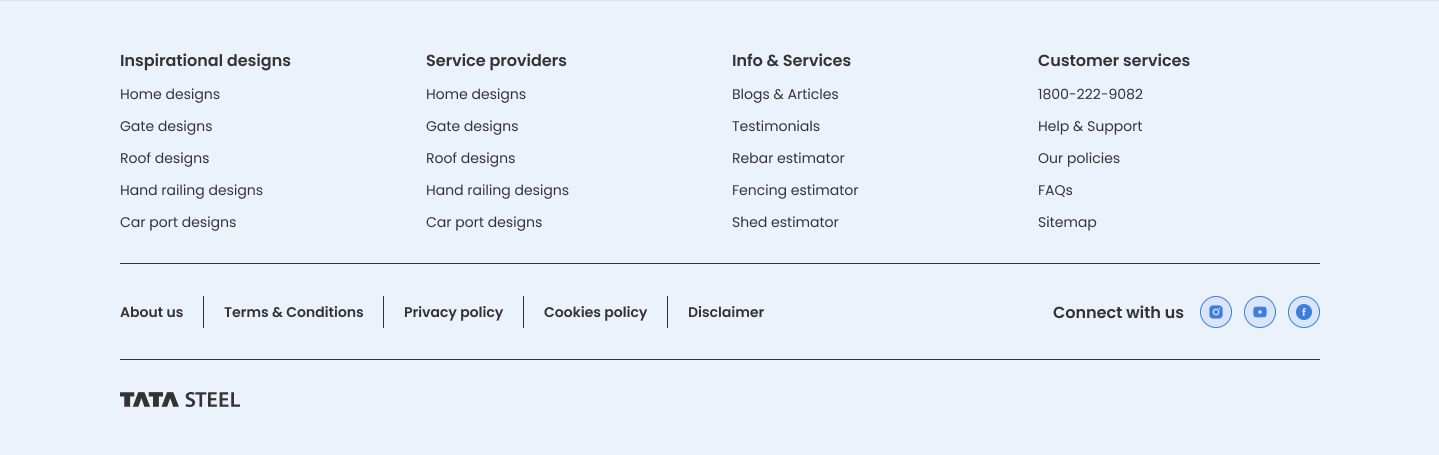 Inspirational designs
Home designs
Gate designs
Roof designs
Hand railing designs
Car port designs
Service providers
Home designs
Gate designs
Roof designs
Hand railing designs
Car port designs
Info & Services
Blogs & Articles
Testimonials
Rebar estimator
Fencing estimator
Shed estimator
Customer services
1800-222-9082
Help & Support
Our policies
FAQs
Sitemap
About us
Terms & Conditions
Privacy policy
Cookies policy
Disclaimer
Connect with us
TATA STEEL